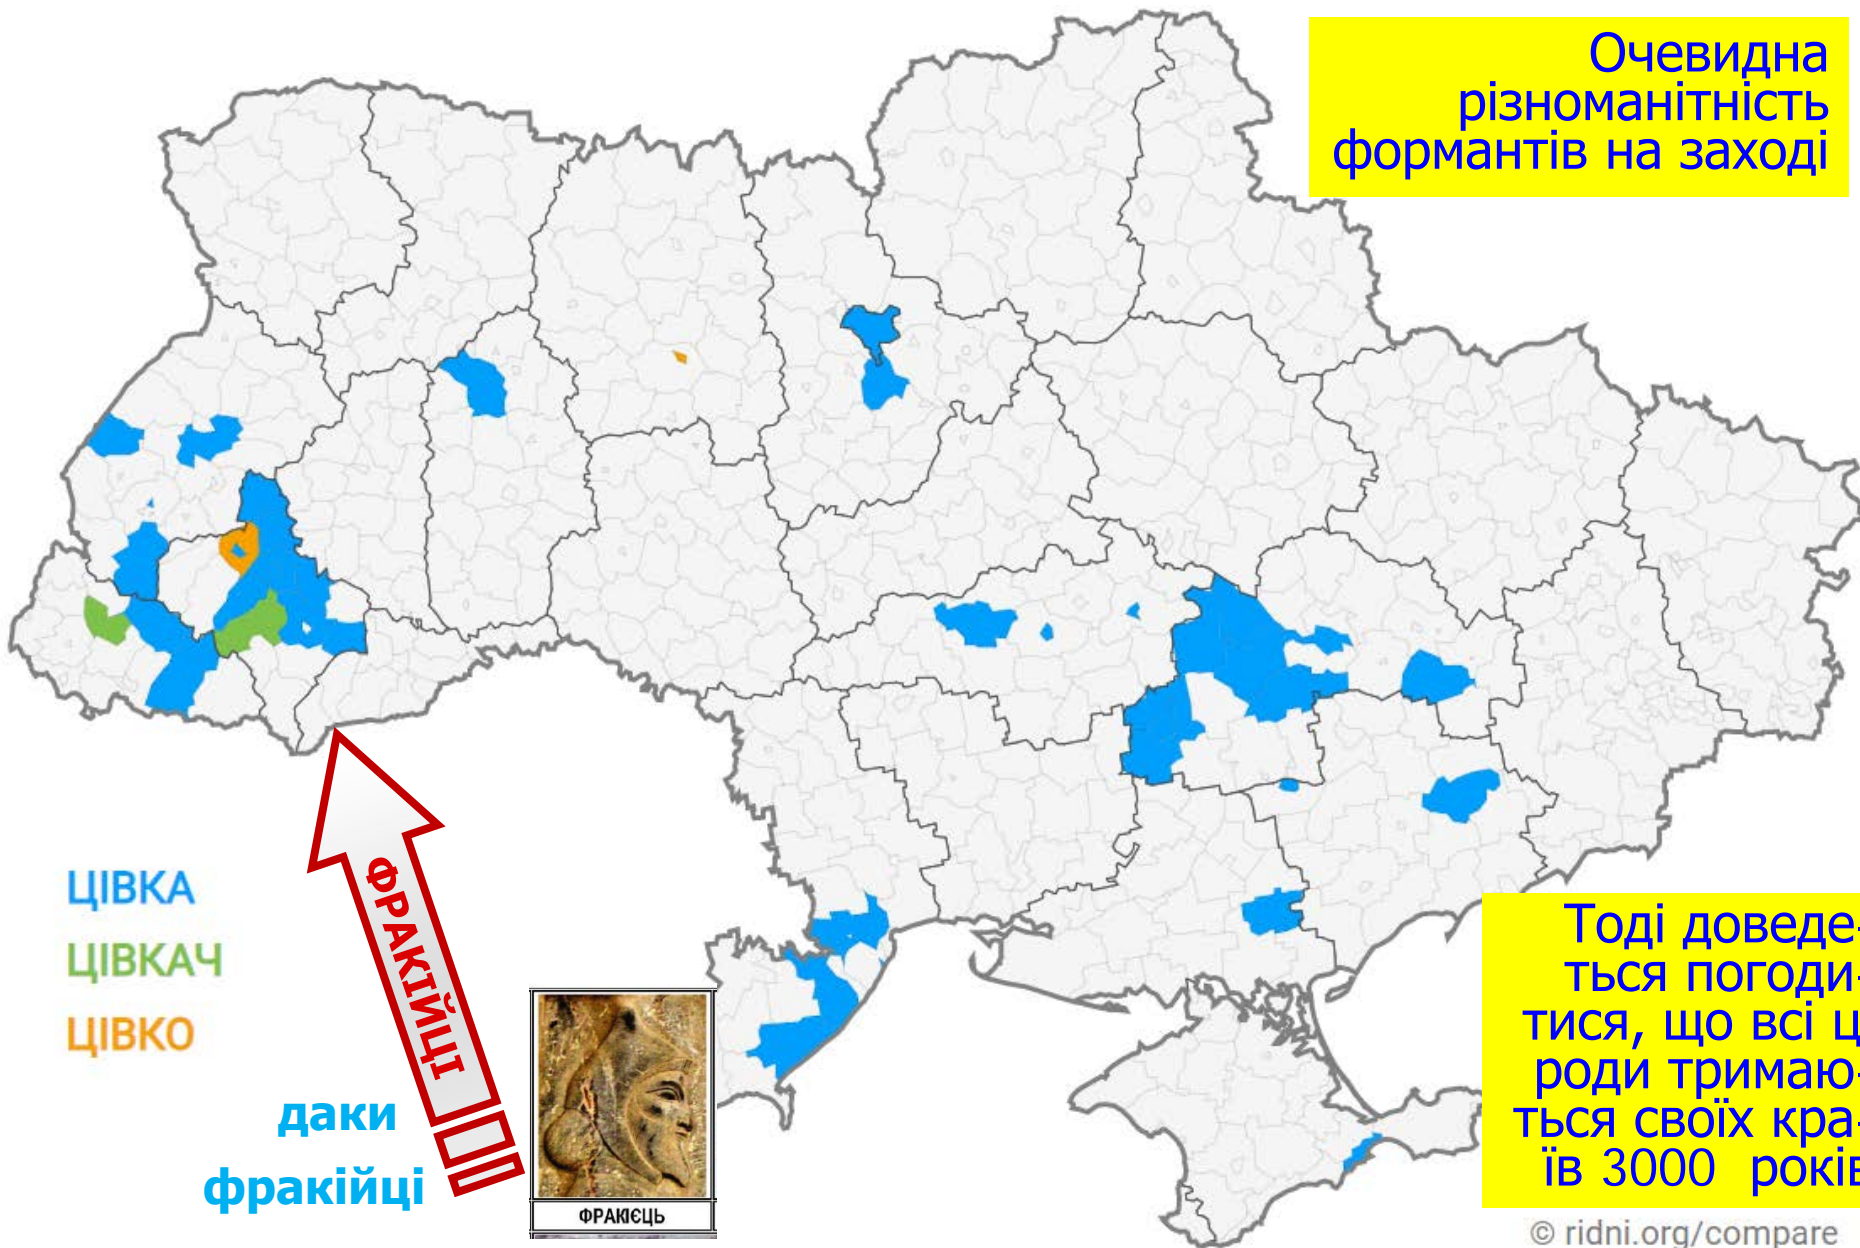 Очевидна
різноманітність
формантів на заході
ЦІВКА
ЦІВКАЧ
ЦІВКО
ФРАКІЙЦІ
даки
фракійці
ФРАКІЄЦЬ
Тоді доведе-
ться погоди-
тися, що всі ці
роди тримаю-
ться своїх кра-
їв 3000 років
© ridni.org/compare